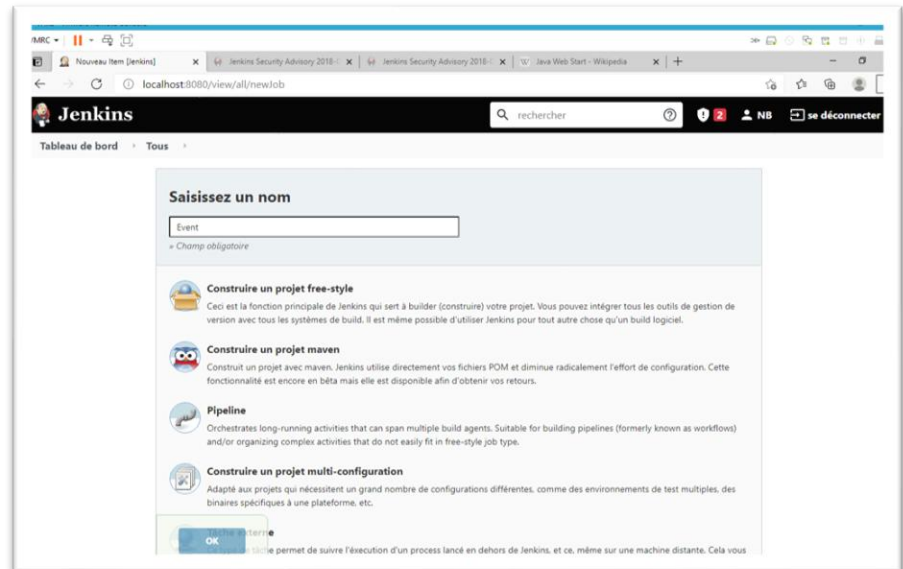 /MRC
Nouveau Item [Jenkins]
Jenkins Security Advisory 2018-
Jenkins Security Advisory 2018-
Java Web Start - Wikipedia
localhost:8080/view/all/newJob
Jenkins
rechercher
2
NB
se déconnecter
Tableau de bord
Tous
Saisissez un nom
Event
» Champ obligatoire
Construire un projet free-style
Ceci est la fonction principale de Jenkins qui sert à builder (construire) votre projet. Vous pouvez intégrer tous les outils de gestion de
version avec tous les systèmes de build. Il est même possible d'utiliser Jenkins pour tout autre chose qu'un build logiciel.
Construire un projet maven
Construit un projet avec maven. Jenkins utilise directement vos fichiers POM et diminue radicalement l'effort de configuration. Cette
fonctionnalité est encore en bêta mais elle est disponible afin d'obtenir vos retours.
Pipeline
Orchestrates long-running activities that can span multiple build agents. Suitable for building pipelines (formerly known as workflows)
and/or organizing complex activities that do not easily fit in free-style job type.
Construire un projet multi-configuration
Adapté aux projets qui nécessitent un grand nombre de configurations différentes, comme des environnements de test multiples, des
binaires spécifiques à une plateforme, etc.
Tâche externe
OK
tâche permet de suivre l'éxecution d'un process lancé en dehors de Jenkins, et ce, même sur une machine distante. Cela vous